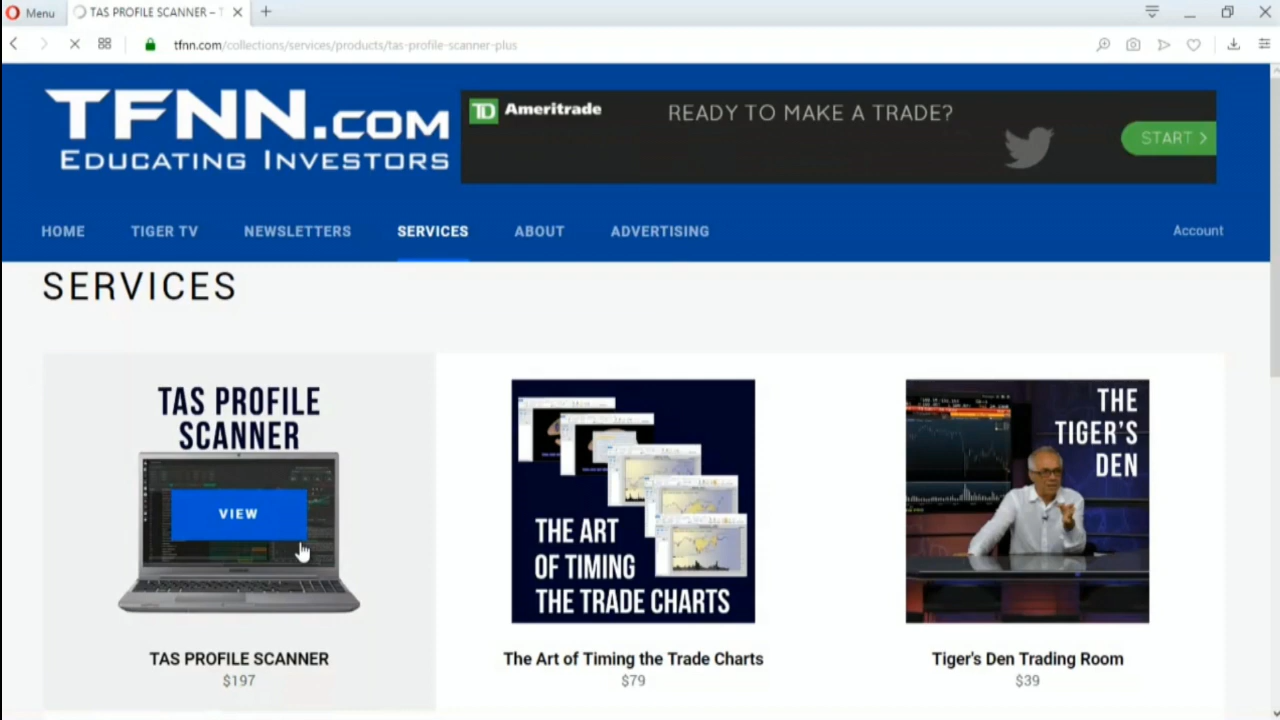 Menu
TAS PROFILE SCANNER – T
tfnn.com/collections/services/products/tas-profile-scanner-plus
TFNN.COM
EDUCATING INVESTORS
TD Ameritrade
READY TO MAKE A TRADE?
START >
HOME
TIGER TV
NEWSLETTERS
SERVICES
ABOUT
ADVERTISING
Account
SERVICES
TAS PROFILE
SCANNER
VIEW
TAS PROFILE SCANNER
$197
THE ART
OF TIMING
THE TRADE CHARTS
The Art of Timing the Trade Charts
$79
THE
TIGER'S
DEN
Tiger's Den Trading Room
$39